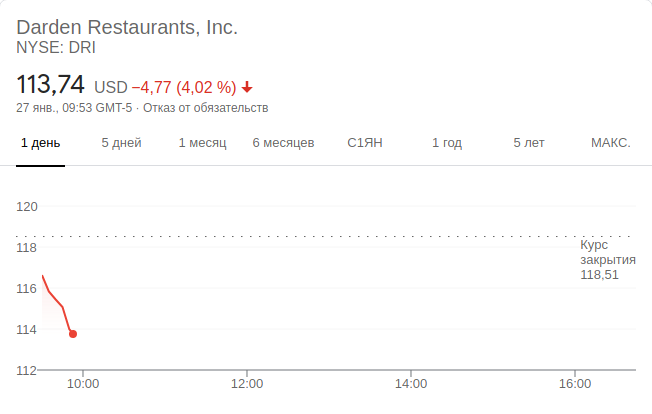 Darden Restaurants, Inc.
NYSE: DRI
113,74 USD −4,77 (4,02 %)
27 янв., 09:53 GMT-5 · Отказ от обязательств
1 день 5 дней 1 месяц 6 месяцев С1ЯН 1 год 5 лет МАКС.
120
118
Курс
закрытия
118,51
116
114
112
10:00 12:00 14:00 16:00